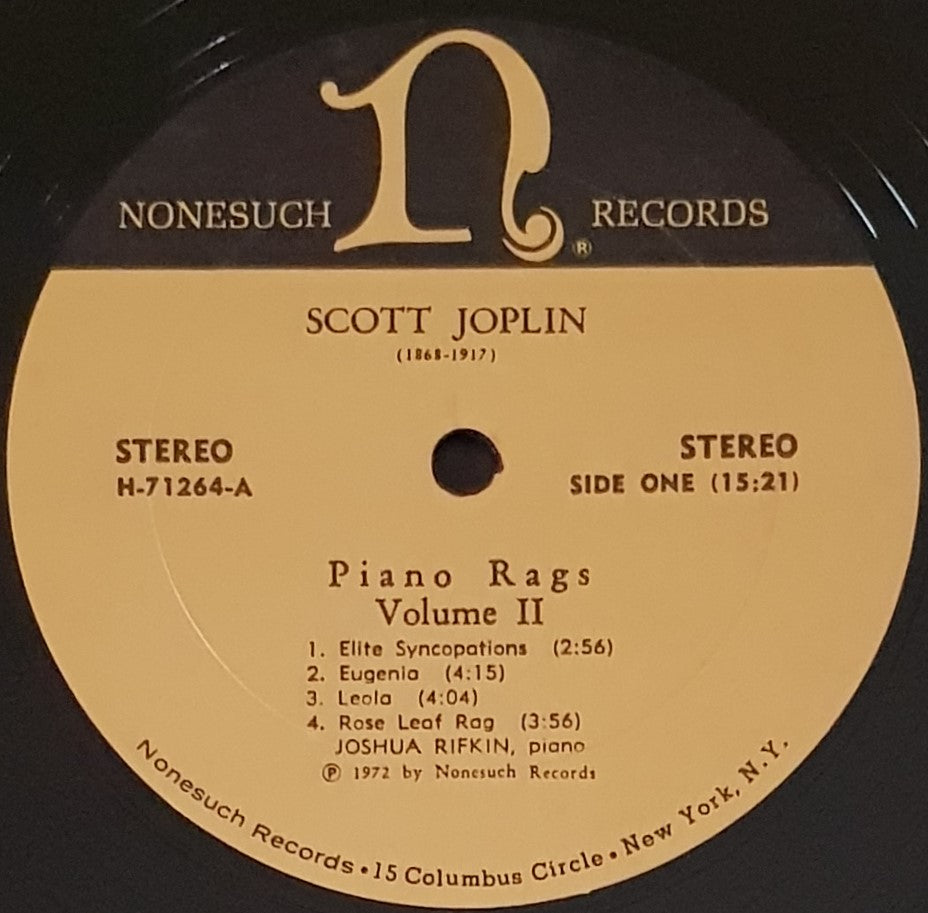 n
NONESUCH RECORDS ®
SCOTT JOPLIN
(1868-1917)
STEREO
H-71264-A
STEREO
SIDE ONE (15:21)
Piano Rags
Volume II
1. Elite Syncopations (2:56)
2. Eugenia (4:15)
3. Leola (4:04)
4. Rose Leaf Rag (3:56)
JOSHUA RIFKIN, piano
℗ 1972 by Nonesuch Records
Nonesuch Records • 15 Columbus Circle • New York, N.Y.